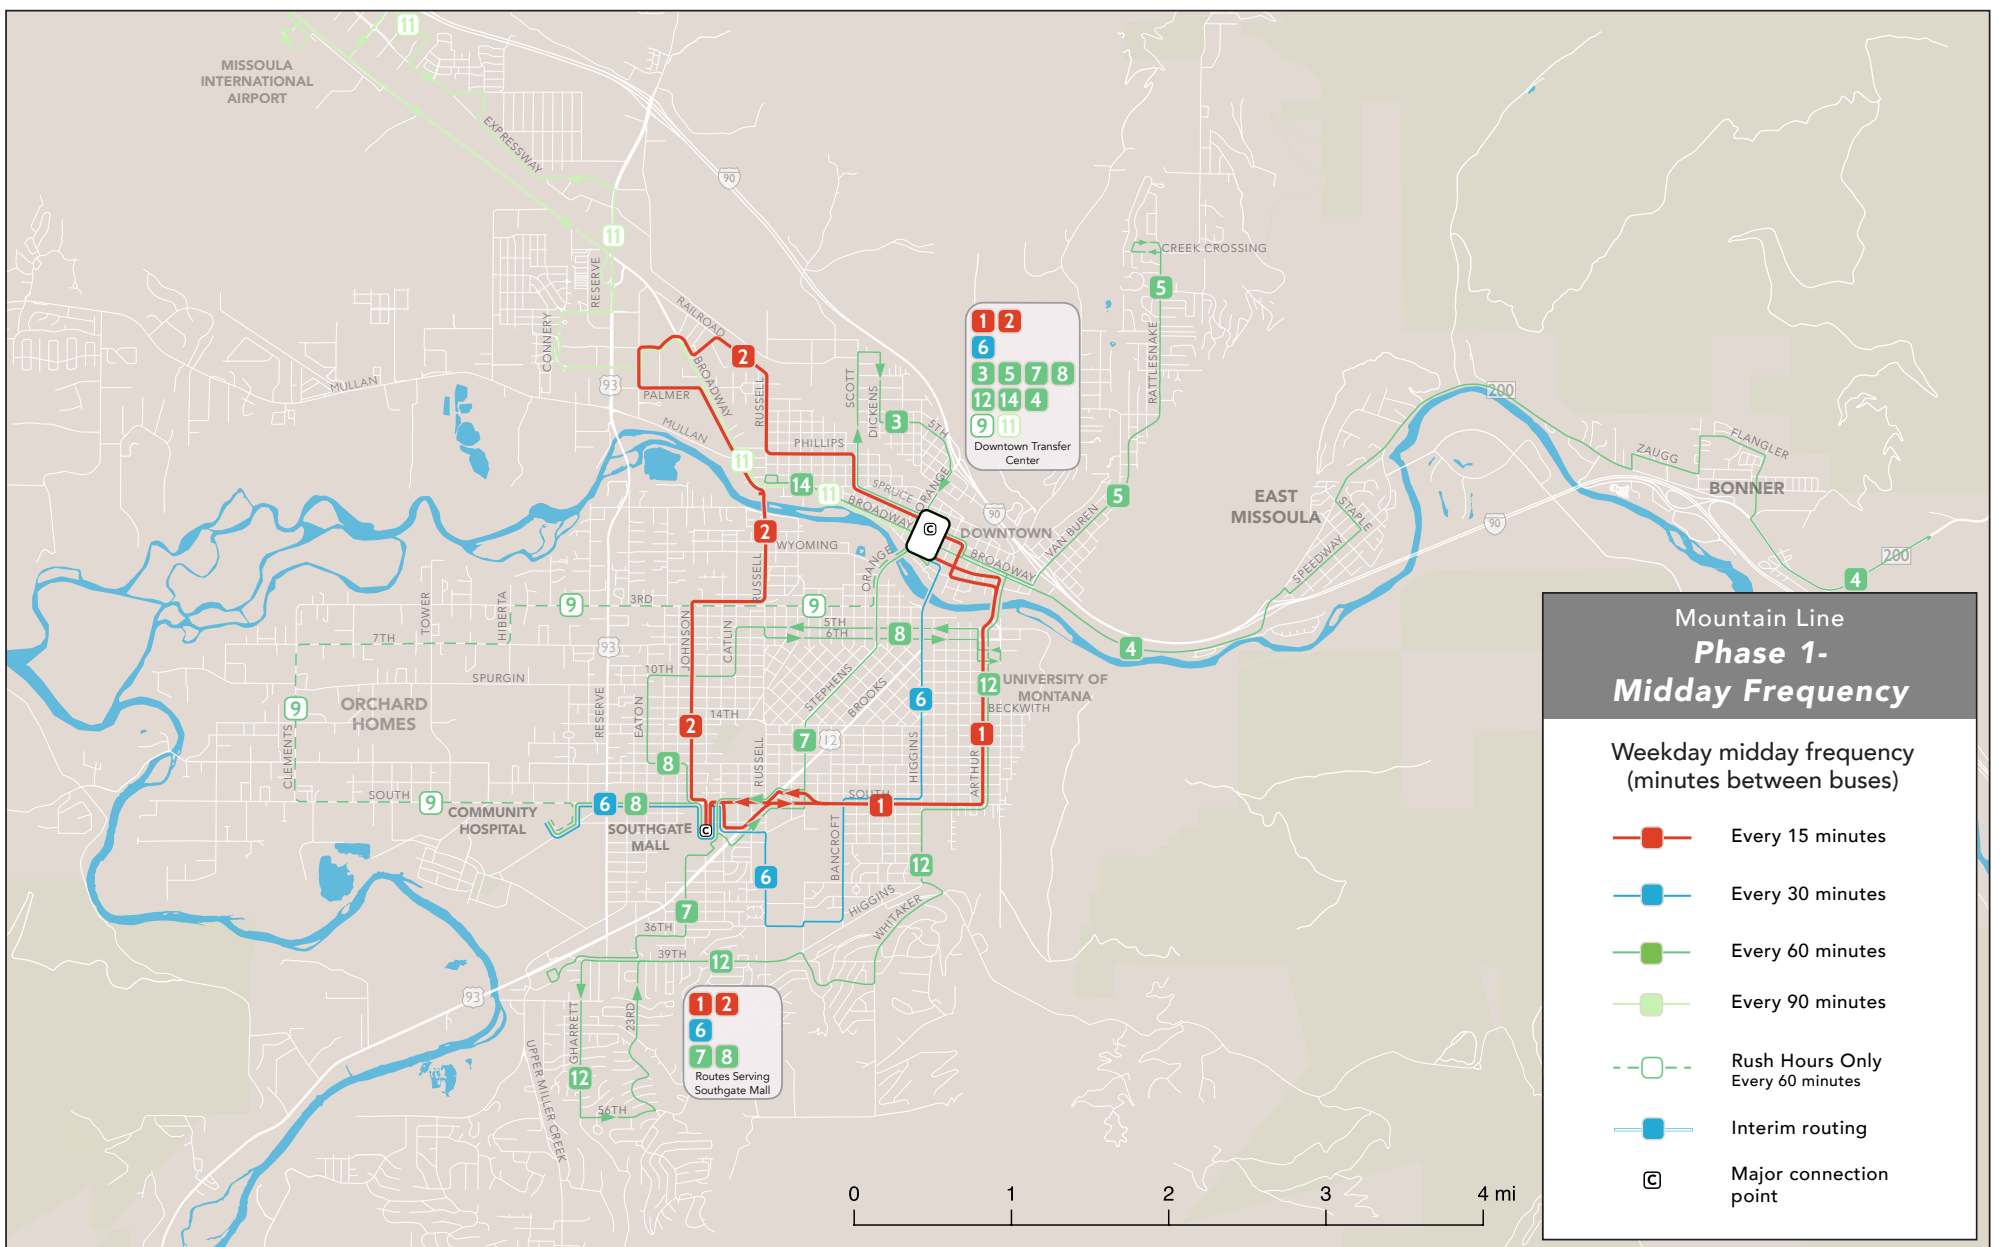 11
MISSOULA
INTERNATIONAL
AIRPORT
EXPRESSWAY
90
11
RESERVE
CREEK CROSSING
5
RAILROAD
CONNERY
MULLAN
93
PALMER
BROADWAY
2
RUSSELL
MULLAN
11
PHILLIPS
SCOTT
DICKENS
3
5TH
ORANGE
SPRUCE
BROADWAY
14
11
1 2
6
3 5 7 8
12 14 4
9 11
Downtown Transfer
Center
RATTLESNAKE
5
VAN BUREN
90
DOWNTOWN
BROADWAY
C
200
ZAUGG
FLANGLER
BONNER
EAST
MISSOULA
STAPLE
SPEEDWAY
90
200
4
2
WYOMING
RUSSELL
ORANGE
TOWER
HIBERTA
9
3RD
9
7TH
93
JOHNSON
CATLIN
5TH
6TH
8
4
10TH
SPURGIN
ORCHARD
HOMES
9
CLEMENTS
RESERVE
EATON
14TH
2
STEPHENS
BROOKS
7
12
6
12
UNIVERSITY OF
MONTANA
BECKWITH
1
HIGGINS
ARTHUR
8
RUSSELL
SOUTH
9
COMMUNITY
HOSPITAL
6
8
SOUTHGATE
MALL
C
SOUTH
1
BANCROFT
6
12
HIGGINS
WHITAKER
7
36TH
39TH
12
93
GHARRETT
23RD
UPPER MILLER CREEK
12
56TH
1 2
6
7 8
Routes Serving
Southgate Mall
0 1 2 3 4 mi
Mountain Line
Phase 1-
Midday Frequency
Weekday midday frequency
(minutes between buses)
Every 15 minutes
Every 30 minutes
Every 60 minutes
Every 90 minutes
Rush Hours Only
Every 60 minutes
Interim routing
C
Major connection
point